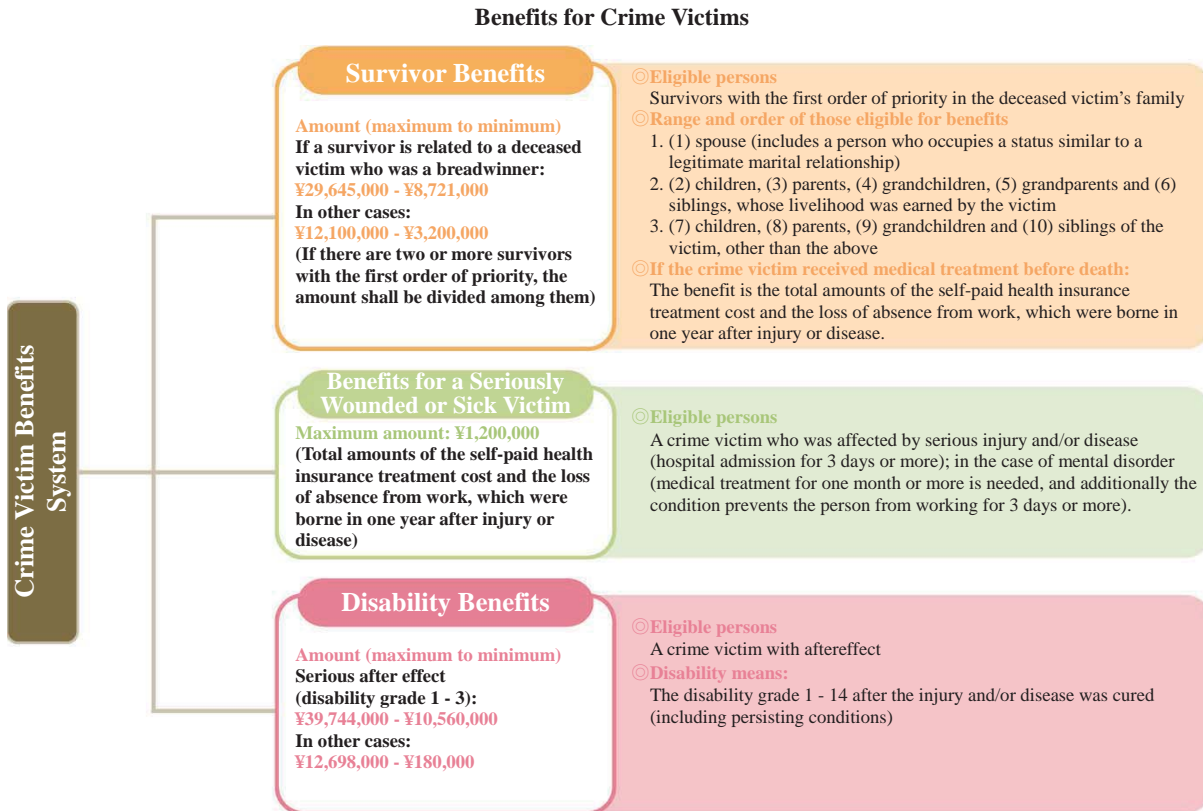 Benefits for Crime Victims
Crime Victim Benefits
System
Survivor Benefits
Amount (maximum to minimum)
If a survivor is related to a deceased
victim who was a breadwinner:
¥29,645,000 - ¥8,721,000
In other cases:
¥12,100,000 - ¥3,200,000
(If there are two or more survivors
with the first order of priority, the
amount shall be divided among them)
◎Eligible persons
Survivors with the first order of priority in the deceased victim's family
◎Range and order of those eligible for benefits
1. (1) spouse (includes a person who occupies a status similar to a
legitimate marital relationship)
2. (2) children, (3) parents, (4) grandchildren, (5) grandparents and (6)
siblings, whose livelihood was earned by the victim
3. (7) children, (8) parents, (9) grandchildren and (10) siblings of the
victim, other than the above
◎If the crime victim received medical treatment before death:
The benefit is the total amounts of the self-paid health insurance
treatment cost and the loss of absence from work, which were borne in
one year after injury or disease.
Benefits for a Seriously
Wounded or Sick Victim
Maximum amount: ¥1,200,000
(Total amounts of the self-paid health
insurance treatment cost and the loss
of absence from work, which were
borne in one year after injury or
disease)
◎Eligible persons
A crime victim who was affected by serious injury and/or disease
(hospital admission for 3 days or more); in the case of mental disorder
(medical treatment for one month or more is needed, and additionally the
condition prevents the person from working for 3 days or more).
Disability Benefits
Amount (maximum to minimum)
Serious after effect
(disability grade 1 - 3):
¥39,744,000 - ¥10,560,000
In other cases:
¥12,698,000 - ¥180,000
◎Eligible persons
A crime victim with aftereffect
◎Disability means:
The disability grade 1 - 14 after the injury and/or disease was cured
(including persisting conditions)